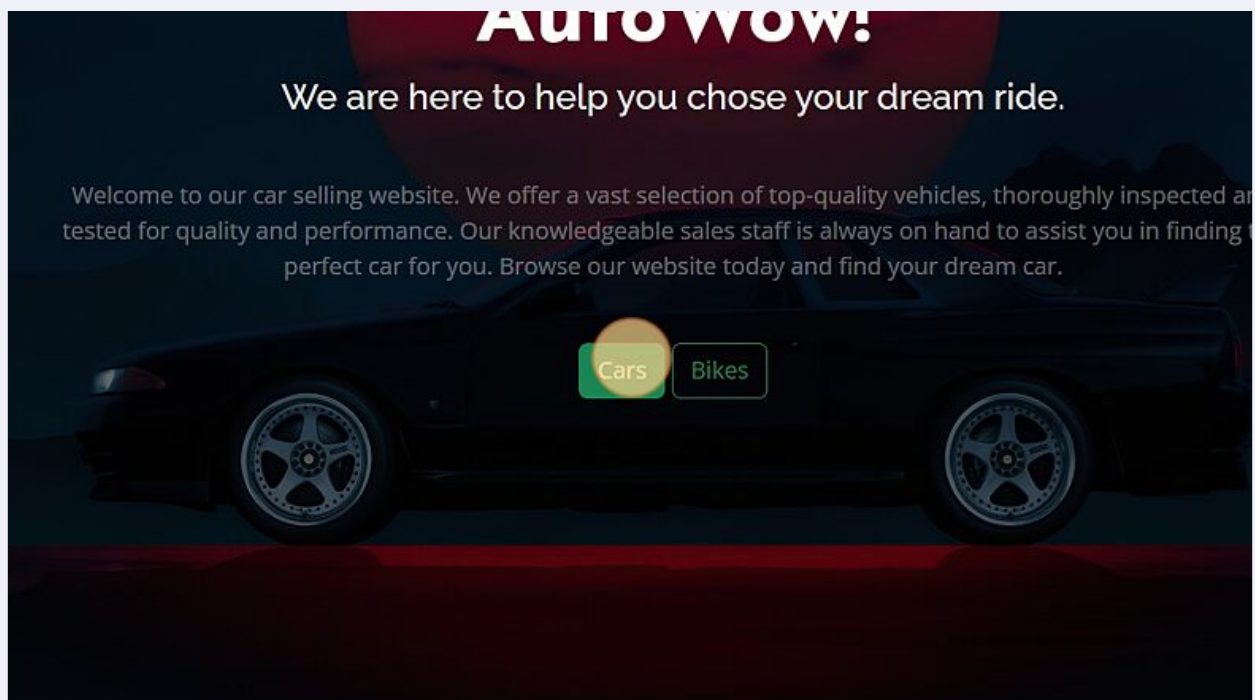 Auto Wow!
We are here to help you chose your dream ride.
Welcome to our car selling website. We offer a vast selection of top-quality vehicles, thoroughly inspected
tested for quality and performance. Our knowledgeable sales staff is always on hand to assist you in finding
perfect car for you. Browse our website today and find your dream car.
Cars
Bikes